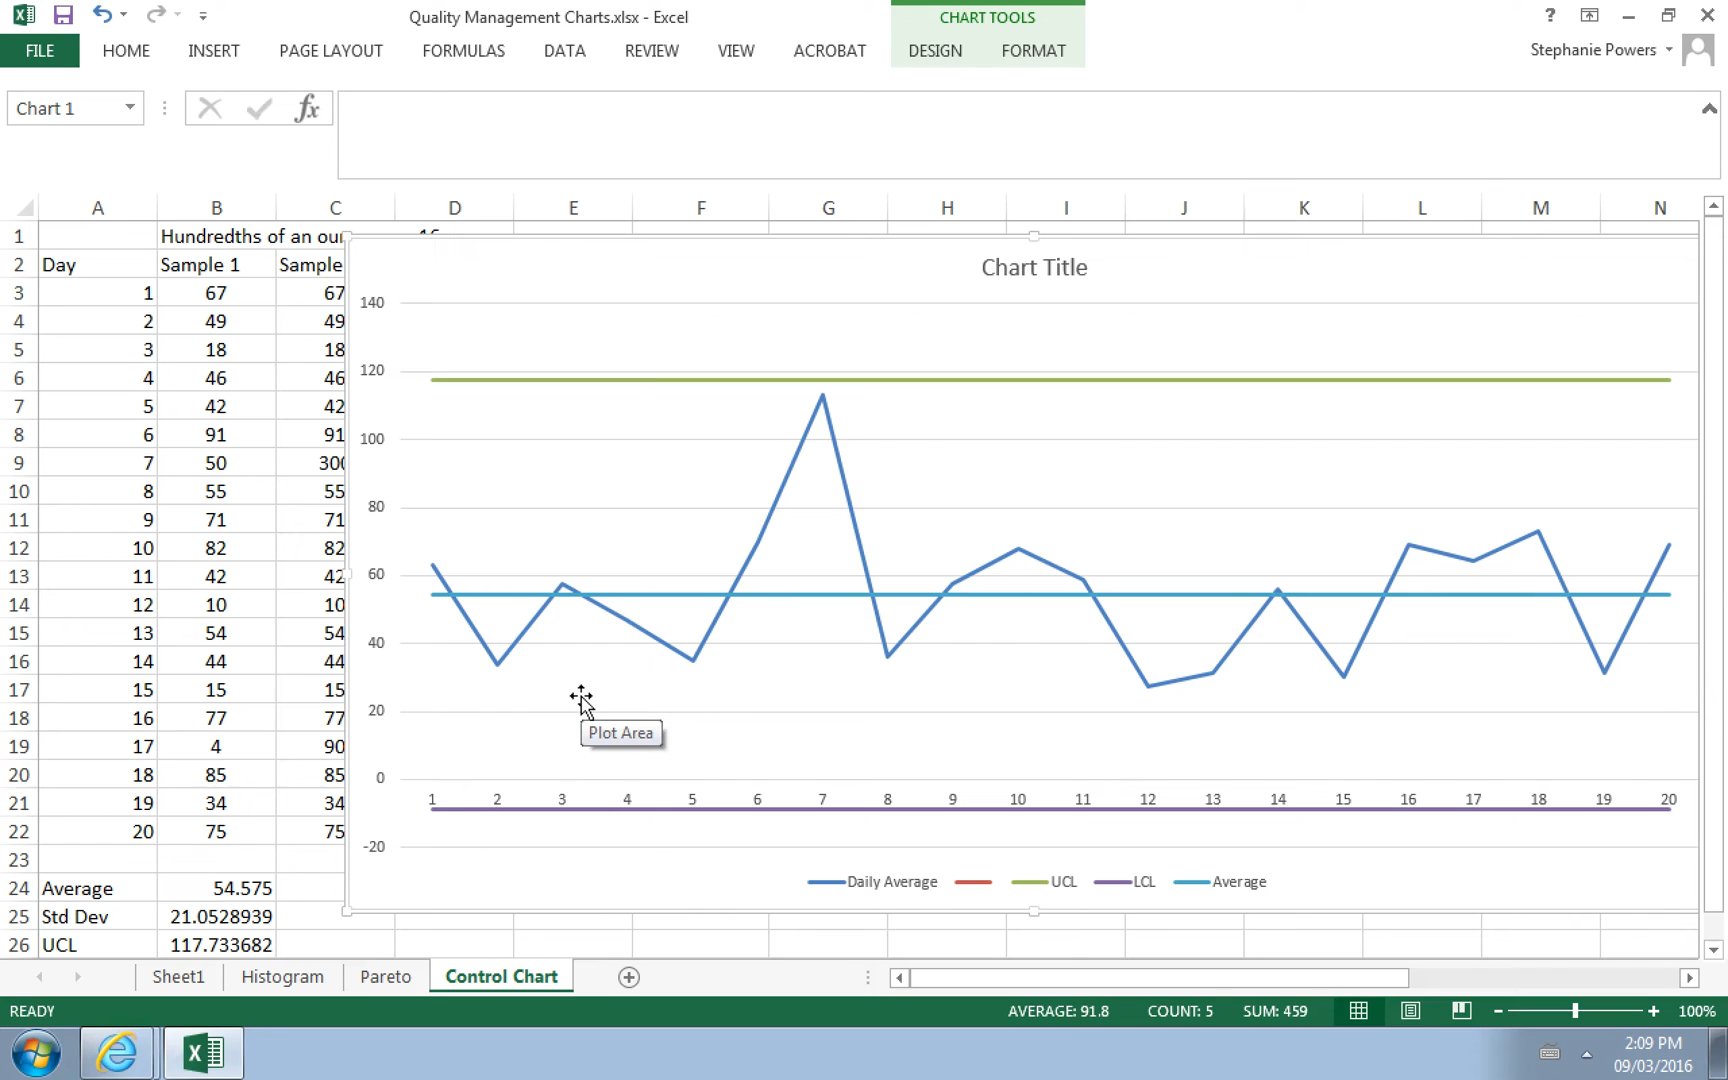 Quality Management Charts.xlsx - Excel
CHART TOOLS
?
FILE HOME INSERT PAGE LAYOUT FORMULAS DATA REVIEW VIEW ACROBAT DESIGN FORMAT
Stephanie Powers
Chart 1
fx
A B C D E F G H I J K L M N
1 Hundredths of an our
2 Day Sample 1 Sample
3 1 67 67
4 2 49 49
5 3 18 18
6 4 46 46
7 5 42 42
8 6 91 91
9 7 50 300
10 8 55 55
11 9 71 71
12 10 82 82
13 11 42 42
14 12 10 10
15 13 54 54
16 14 44 44
17 15 15 15
18 16 77 77
19 17 4 90
20 18 85 85
21 19 34 34
22 20 75 75
23
24 Average 54.575
25 Std Dev 21.0528939
26 UCL 117.733682
Chart Title
140
120
100
80
60
40
20
0
-20
1 2 3 4 5 6 7 8 9 10 11 12 13 14 15 16 17 18 19 20
Plot Area
Daily Average UCL LCL Average
Sheet1 Histogram Pareto Control Chart
READY
AVERAGE: 91.8 COUNT: 5 SUM: 459
100%
2:09 PM
09/03/2016